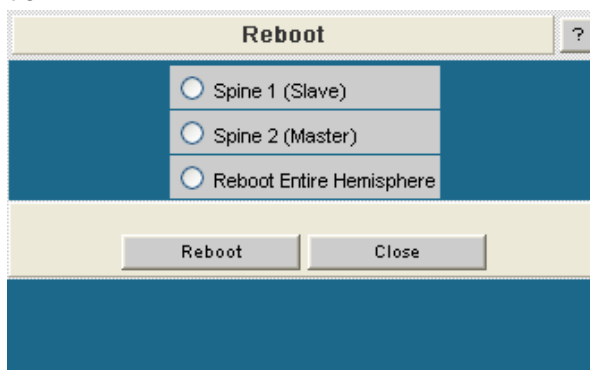 Reboot
?
Spine 1 (Slave)
Spine 2 (Master)
Reboot Entire Hemisphere
Reboot Close